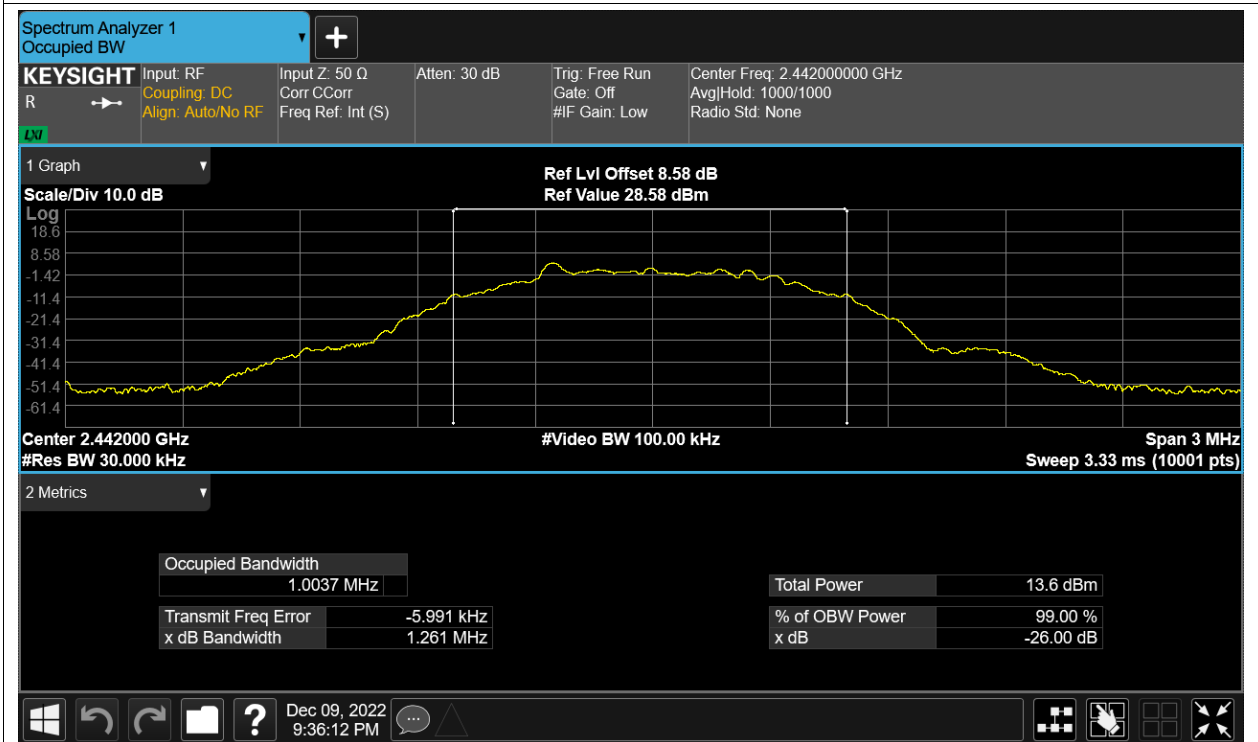 Spectrum Analyzer 1
Occupied BW
KEYSIGHT
R
LXI
Input: RF
Coupling: DC
Align: Auto/No RF
Input Z: 50 Ω
Corr CCorr
Freq Ref: Int (S)
Atten: 30 dB
Trig: Free Run
Gate: Off
#IF Gain: Low
Center Freq: 2.442000000 GHz
Avg|Hold: 1000/1000
Radio Std: None
1 Graph
Scale/Div 10.0 dB
Ref Lvl Offset 8.58 dB
Ref Value 28.58 dBm
Log
18.6
8.58
-1.42
-11.4
-21.4
-31.4
-41.4
-51.4
-61.4
Center 2.442000 GHz
#Video BW 100.00 kHz
Span 3 MHz
#Res BW 30.000 kHz
Sweep 3.33 ms (10001 pts)
2 Metrics
Occupied Bandwidth
1.0037 MHz
Transmit Freq Error -5.991 kHz
x dB Bandwidth 1.261 MHz
Total Power 13.6 dBm
% of OBW Power 99.00 %
x dB -26.00 dB
?
Dec 09, 2022
9:36:12 PM